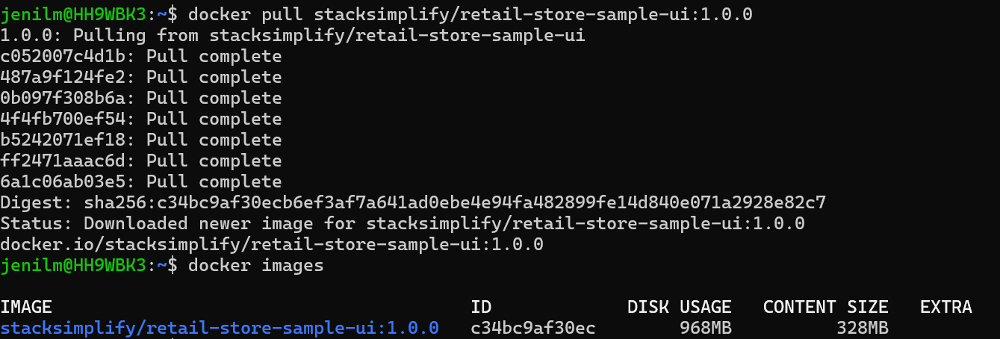 jenilm@HH9WBK3:~$ docker pull stacksimplify/retail-store-sample-ui:1.0.0
1.0.0: Pulling from stacksimplify/retail-store-sample-ui
c052007c4d1b: Pull complete
487a9f124fe2: Pull complete
0b097f308b6a: Pull complete
4f4fb700ef54: Pull complete
b5242071ef18: Pull complete
ff2471aaac6d: Pull complete
6a1c06ab03e5: Pull complete
Digest: sha256:c34bc9af30ecb6ef3af7a641ad0ebe4e94fa482899fe14d840e071a2928e82c7
Status: Downloaded newer image for stacksimplify/retail-store-sample-ui:1.0.0
docker.io/stacksimplify/retail-store-sample-ui:1.0.0
jenilm@HH9WBK3:~$ docker images
IMAGE ID DISK USAGE CONTENT SIZE EXTRA
stacksimplify/retail-store-sample-ui:1.0.0 c34bc9af30ec 968MB 328MB